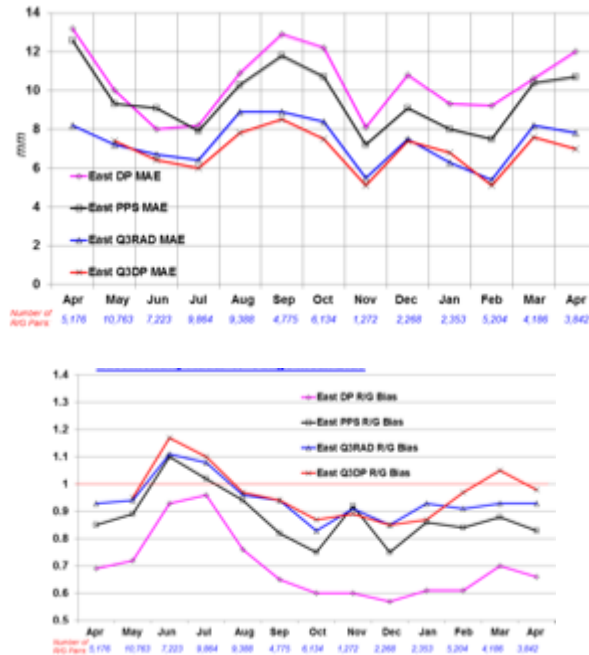 14
12
10
8
6
4
2
0
mm
East DP MAE
East PPS MAE
East Q3RAD MAE
East Q3DP MAE
Apr May Jun Jul Aug Sep Oct Nov Dec Jan Feb Mar Apr
Number of
R/G Pairs
5,176 10,763 7,223 9,864 9,388 4,775 6,134 1,272 2,268 2,353 5,204 4,186 3,842
1.4
1.3
1.2
1.1
1
0.9
0.8
0.7
0.6
0.5
East DP R/G Bias
East PPS R/G Bias
East Q3RAD R/G Bias
East Q3DP R/G Bias
Apr May Jun Jul Aug Sep Oct Nov Dec Jan Feb Mar Apr
Number of
R/G Pairs
5,176 10,763 7,223 9,864 9,388 4,775 6,134 1,272 2,268 2,353 5,204 4,186 3,842